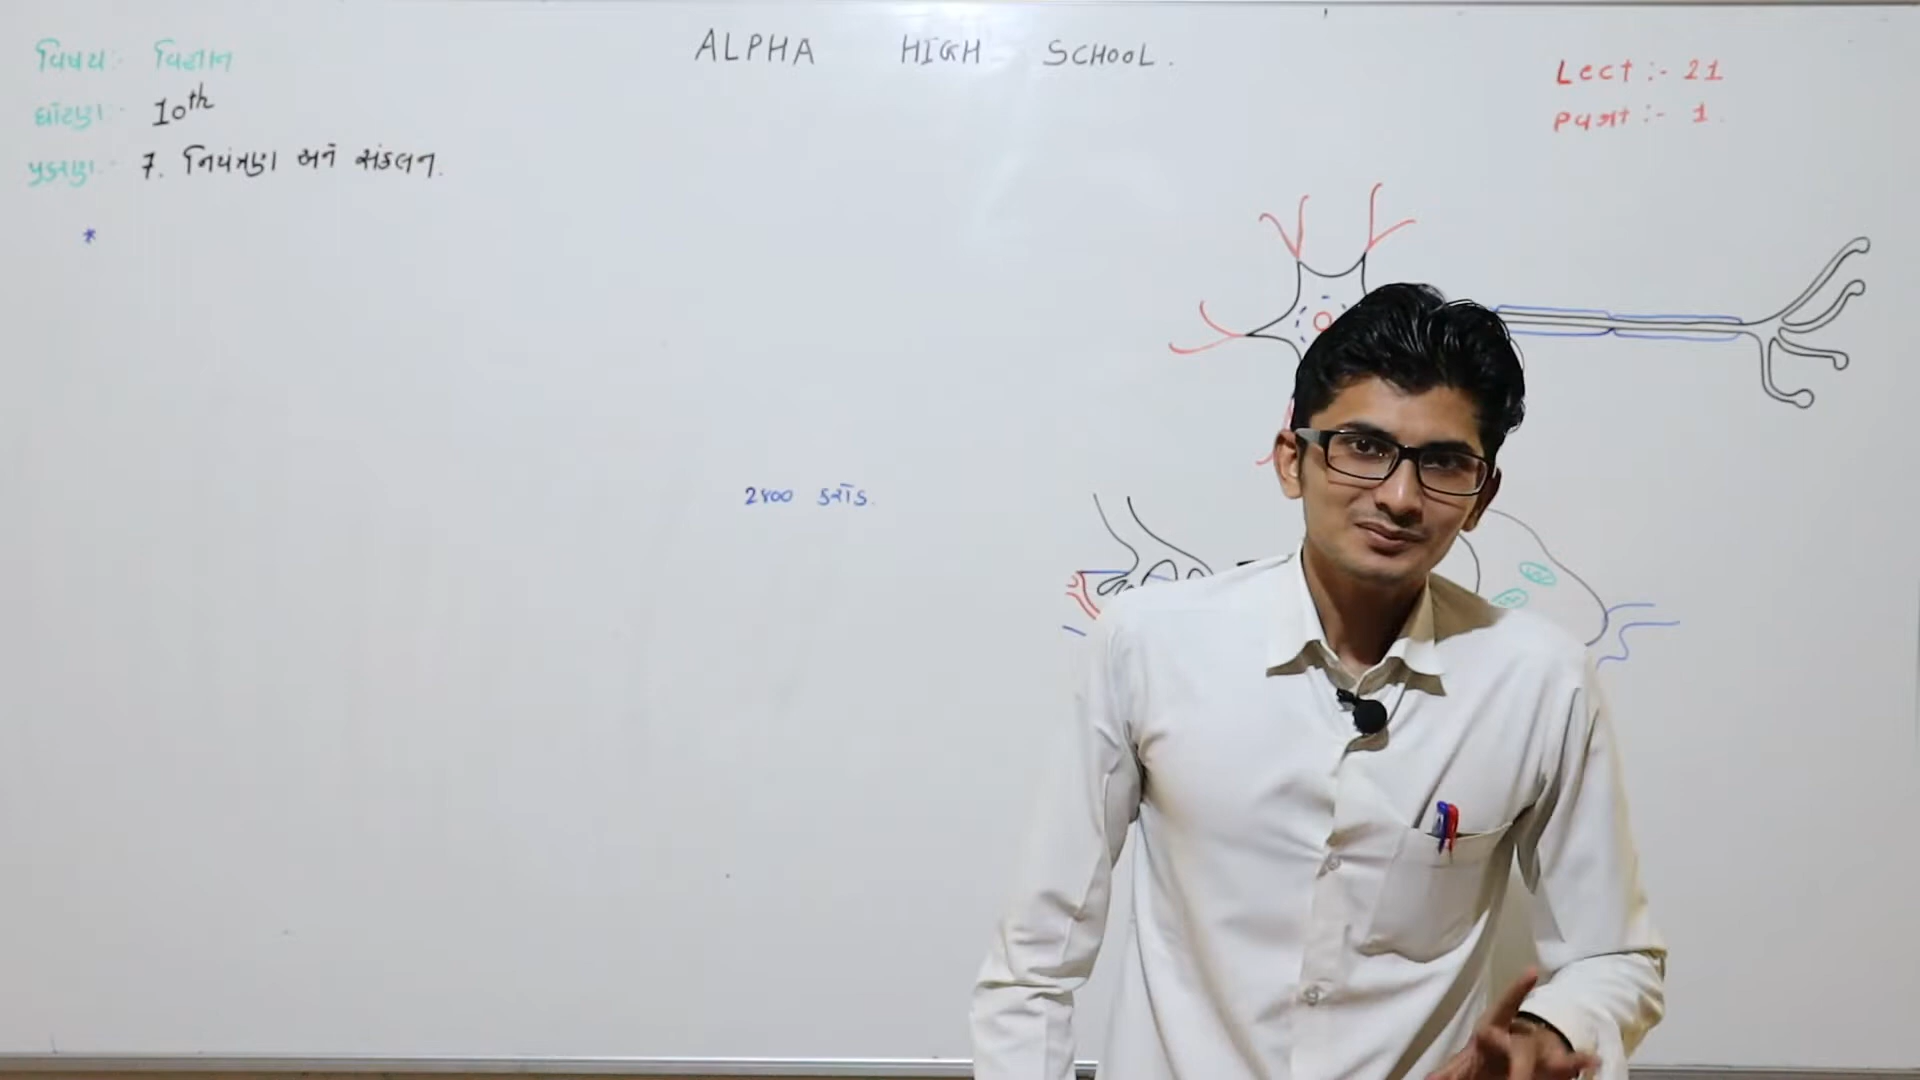 ALPHA HIGH SCHOOL.
વિષય:- વિજ્ઞાન
ધોરણ:- 10th
પ્રકરણ:- 7. નિયંત્રણ અને સંકલન.
*
Lect :- 21
Part :- 1.
2400 કરોડ.